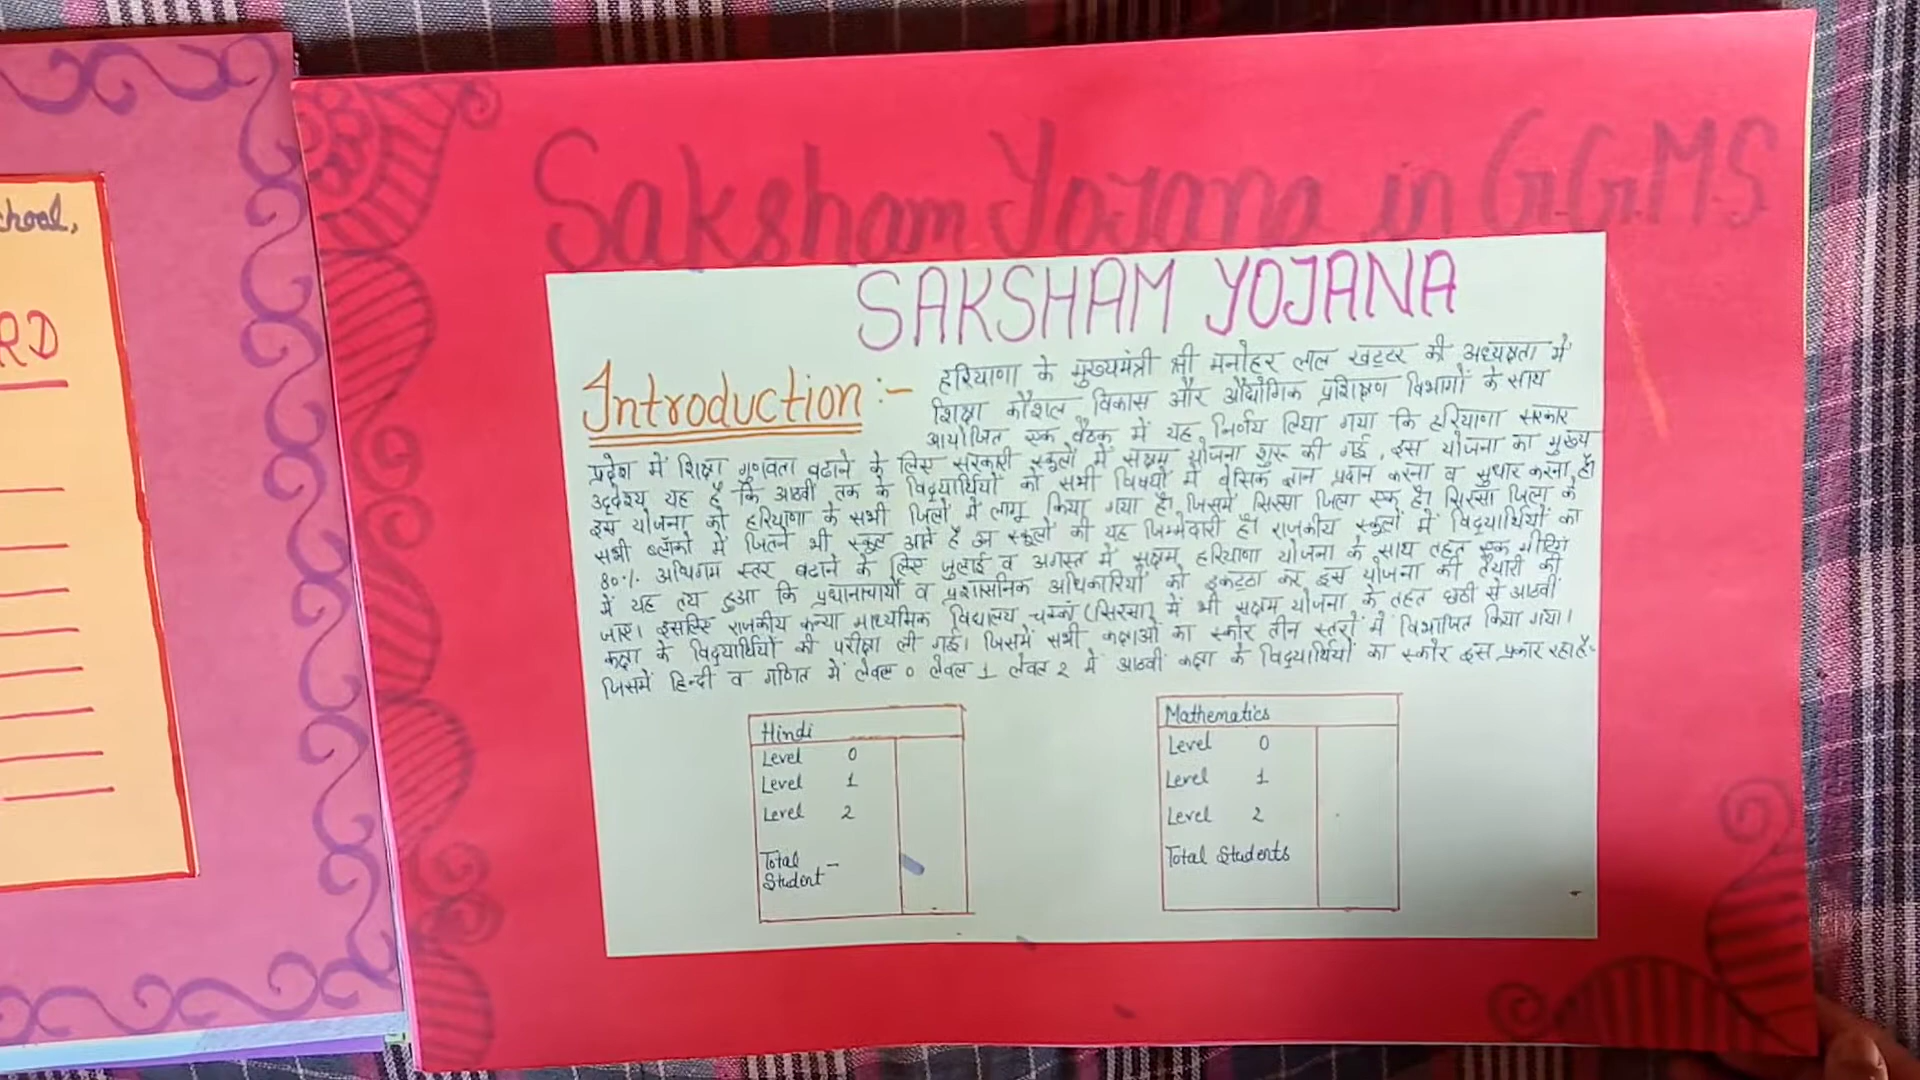 chool,
RD
Saksham Yojana in G.G.M.S
SAKSHAM YOJANA
Introduction :-
हरियाणा के मुख्यमंत्री श्री मनोहर लाल खट्टर की अध्यक्षता में
शिक्षा कौशल विकास और औद्योगिक प्रशिक्षण विभागों के साथ
आयोजित एक बैठक में यह निर्णय लिया गया कि हरियाणा सरकार
प्रदेश में शिक्षा गुणवता बढाने के लिए सरकारी स्कूलों में सक्षम योजना शुरू की गई, इस योजना का मुख्य
उद्देश्य यह है कि आठवीं तक के विद्यार्थियों को सभी विषयों में बेसिक ज्ञान प्रदान करना व सुधार करना है।
इस योजना को हरियाणा के सभी जिलों में लागू किया गया है। जिसमें सिरसा जिला एक है। सिरसा जिला के
सभी ब्लॉकों में जितने भी स्कूल आते है उन स्कूलों की यह जिम्मेदारी है। राजकीय स्कूलों में विद्यार्थियों का
80% अधिगम स्तर बढाने के लिए जुलाई व अगस्त में सक्षम हरियाणा योजना के साथ तहत एक मीटिंग
में यह तय हुआ कि प्रधानाचार्यों व प्रशासनिक अधिकारियों को इकट्ठा कर इस योजना की तैयारी की
जाए। इसलिए राजकीय कन्या माध्यमिक विद्यालय (सिरसा) में भी सक्षम योजना के तहत छठी से आठवीं
कक्षा के विद्यार्थियों की परीक्षा ली गई। जिसमें सभी कक्षाओं का स्कोर तीन स्तरों में विभाजित किया गया।
जिसमें हिन्दी व गणित में लेवल 0 लेवल 1 लेवल 2 में आठवीं कक्षा के विद्यार्थियों का स्कोर इस प्रकार रहा है:-
Hindi
Level 0
Level 1
Level 2
Total
Student -
Mathematics
Level 0
Level 1
Level 2
Total Students